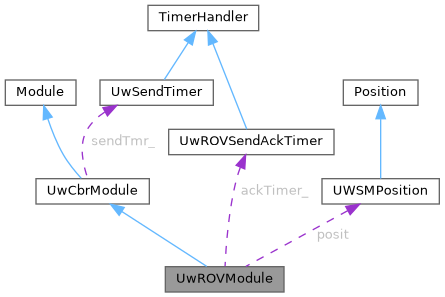 TimerHandler
Module
UwSendTimer
Position
sendTmr_
UwROVSendAckTimer
UwCbrModule
ackTimer_
UWSMPosition
posit
UwROVModule